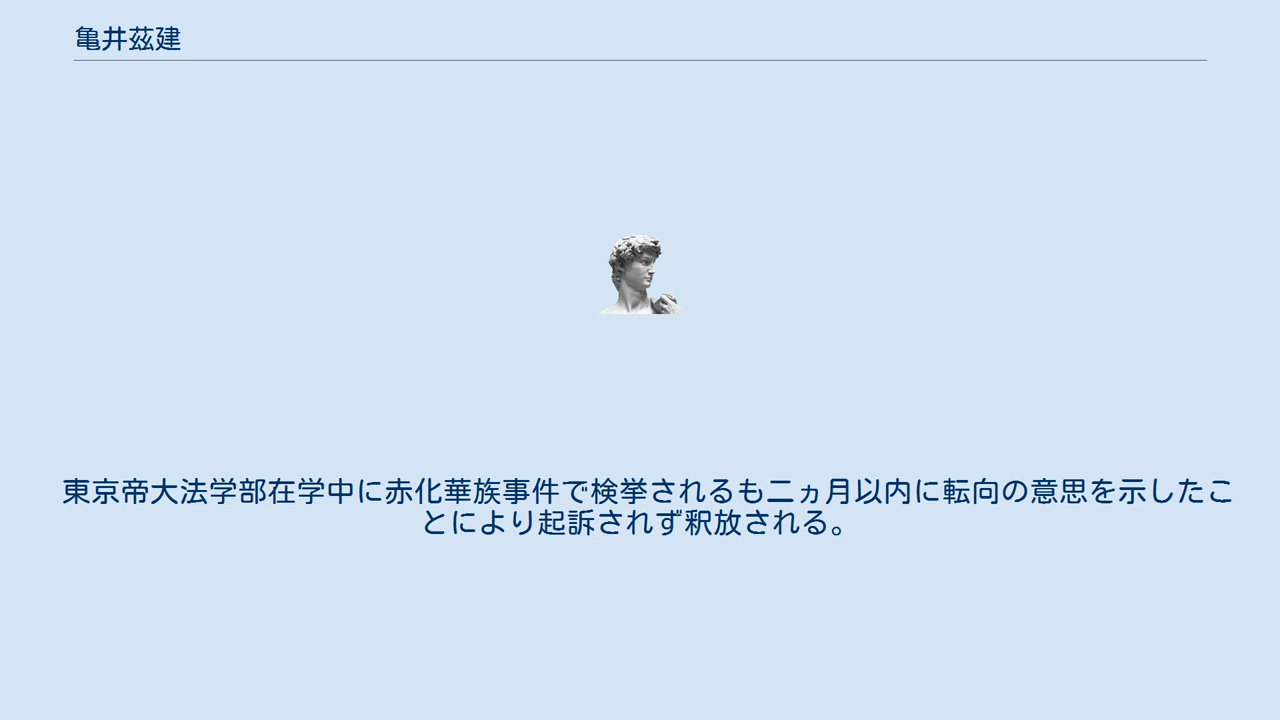 亀井茲建
東京帝大法学部在学中に赤化華族事件で検挙されるも二ヵ月以内に転向の意思を示したこ
とにより起訴されず釈放される。